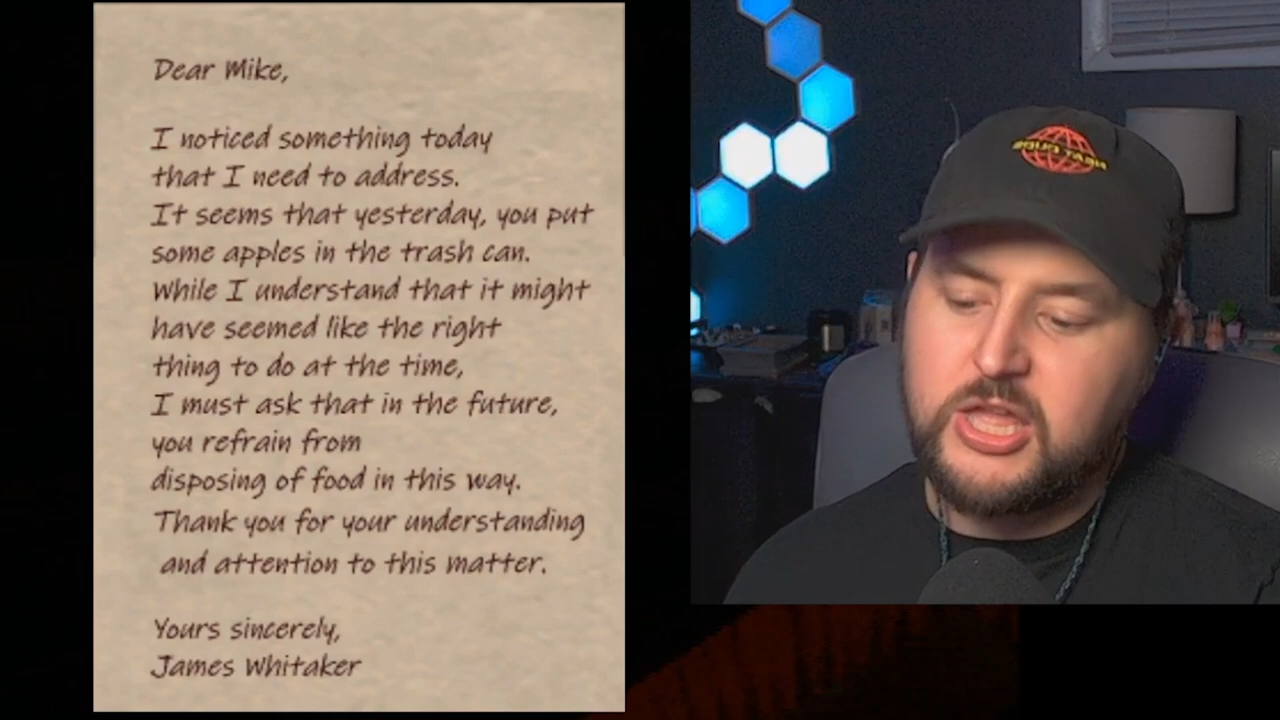 Dear Mike,
I noticed something today
that I need to address.
It seems that yesterday, you put
some apples in the trash can.
While I understand that it might
have seemed like the right
thing to do at the time,
I must ask that in the future,
you refrain from
disposing of food in this way.
Thank you for your understanding
and attention to this matter.
Yours sincerely,
James Whitaker